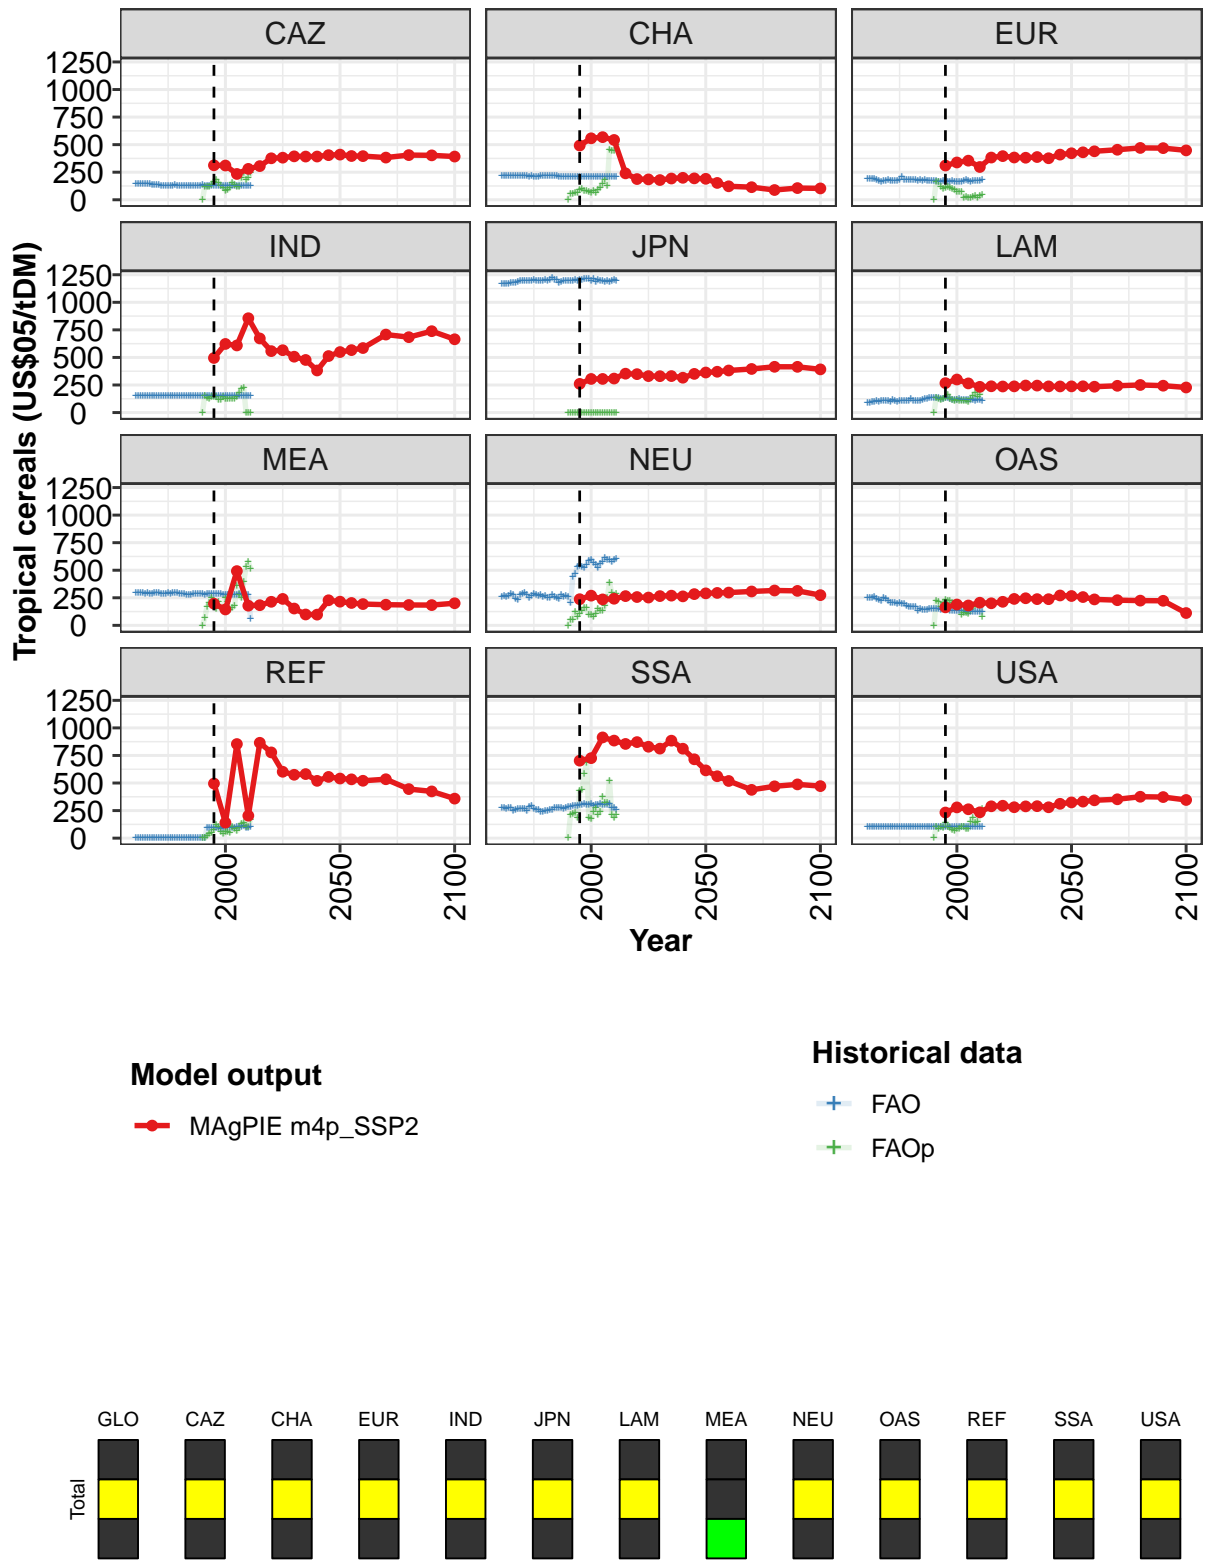 CAZ CHA EUR
1250
1000
750
500
250
0
IND JPN LAM
1250
1000
750
500
250
0
MEA NEU OAS
1250
1000
750
500
250
0
REF SSA USA
1250
1000
750
500
250
0
Tropical cereals (US$05/tDM)
2000 2050 2100 2000 2050 2100 2000 2050 2100
Year
Model output
MAgPIE m4p_SSP2
Historical data
FAO
FAOp
GLO CAZ CHA EUR IND JPN LAM MEA NEU OAS REF SSA USA
Total